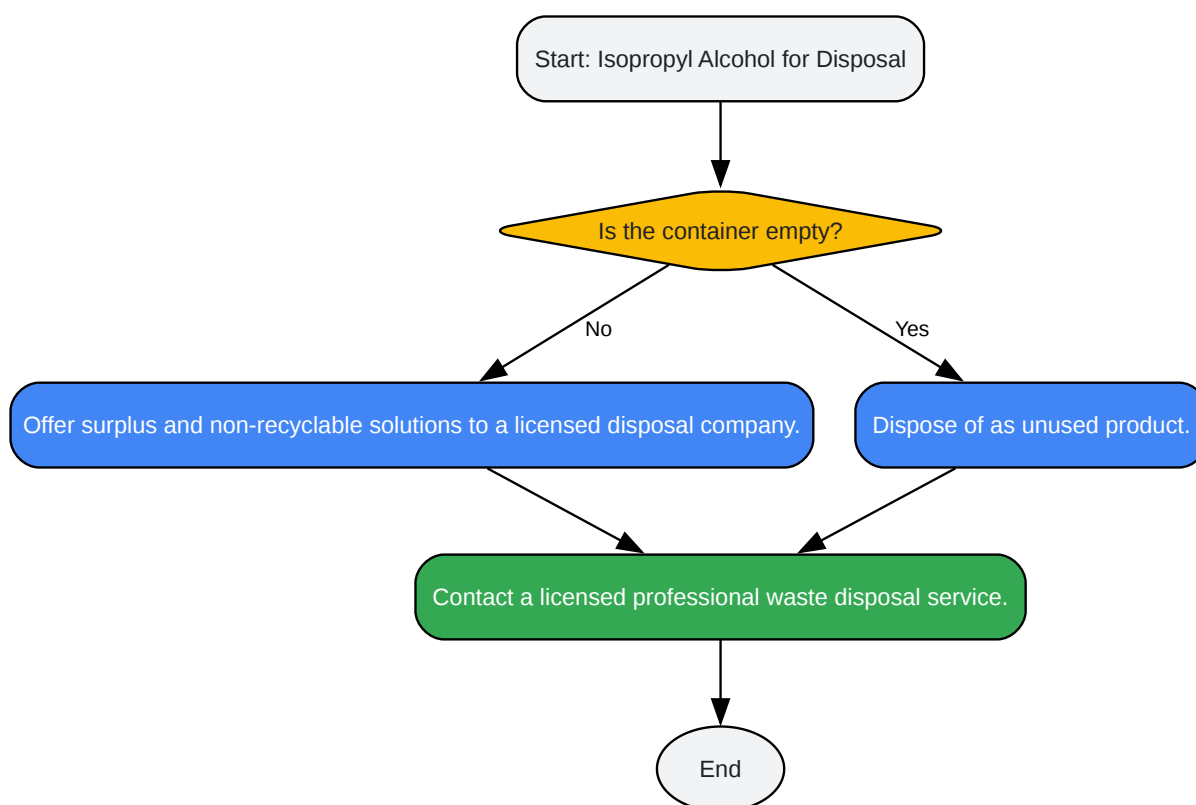 Start: Isopropyl Alcohol for Disposal
Is the container empty?
No
Yes
Offer surplus and non-recyclable solutions to a licensed disposal company.
Dispose of as unused product.
Contact a licensed professional waste disposal service.
End